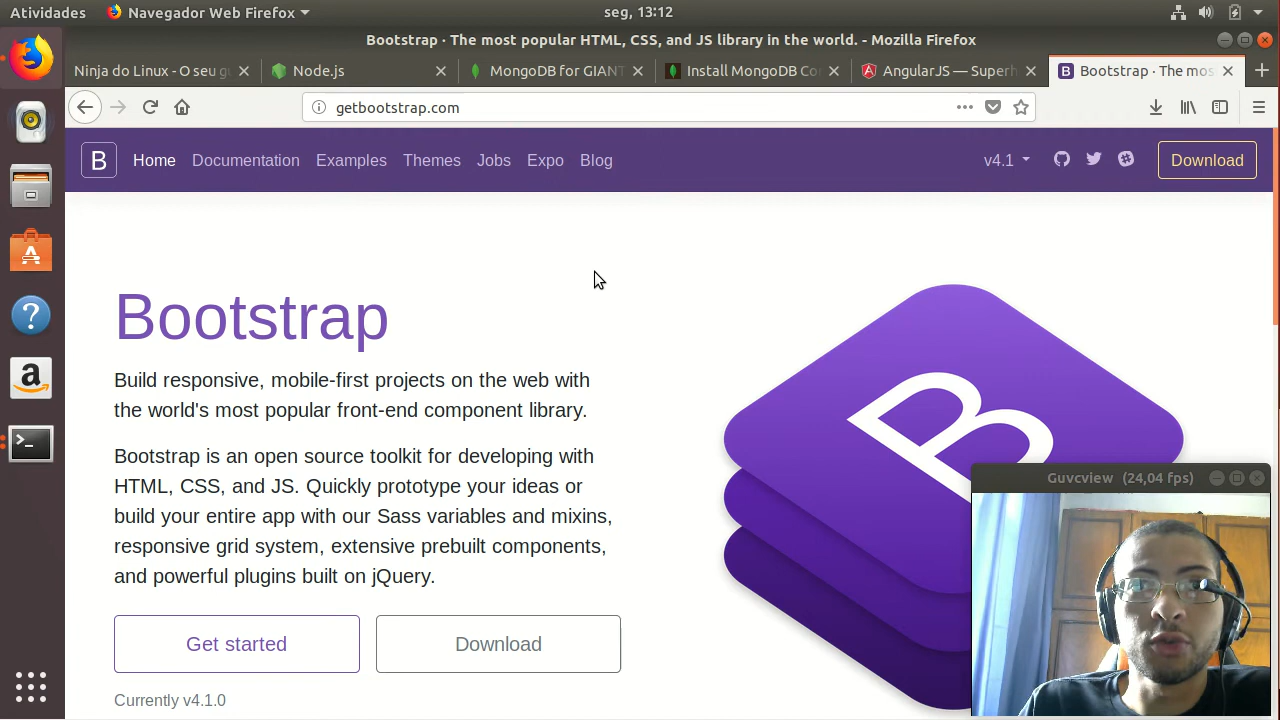 Atividades
Navegador Web Firefox
seg, 13:12
Bootstrap · The most popular HTML, CSS, and JS library in the world. - Mozilla Firefox
Ninja do Linux - O seu gu
Node.js
MongoDB for GIANT
Install MongoDB Co
AngularJS — Superh
Bootstrap · The mos
getbootstrap.com
B
Home
Documentation
Examples
Themes
Jobs
Expo
Blog
v4.1
Download
Bootstrap
Build responsive, mobile-first projects on the web with
the world's most popular front-end component library.
Bootstrap is an open source toolkit for developing with
HTML, CSS, and JS. Quickly prototype your ideas or
build your entire app with our Sass variables and mixins,
responsive grid system, extensive prebuilt components,
and powerful plugins built on jQuery.
Get started
Download
Currently v4.1.0
B
Guvcview (24,04 fps)